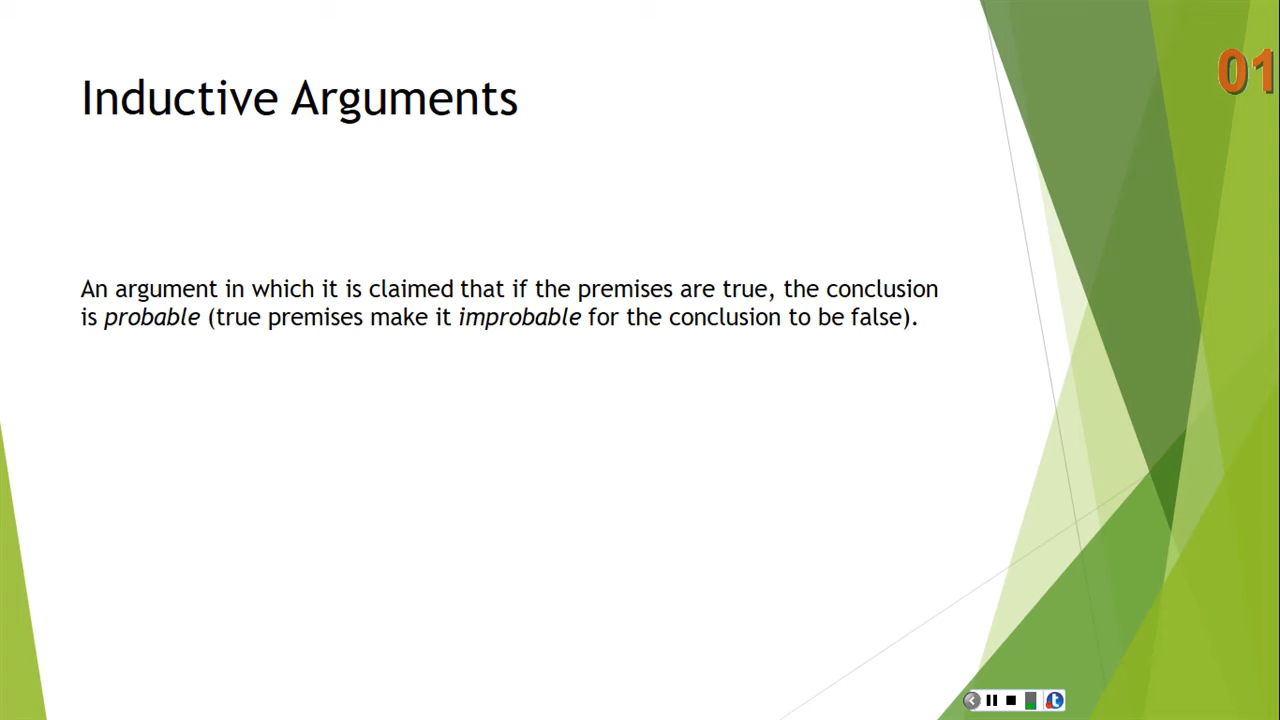 Inductive Arguments
01
An argument in which it is claimed that if the premises are true, the conclusion
is probable (true premises make it improbable for the conclusion to be false).